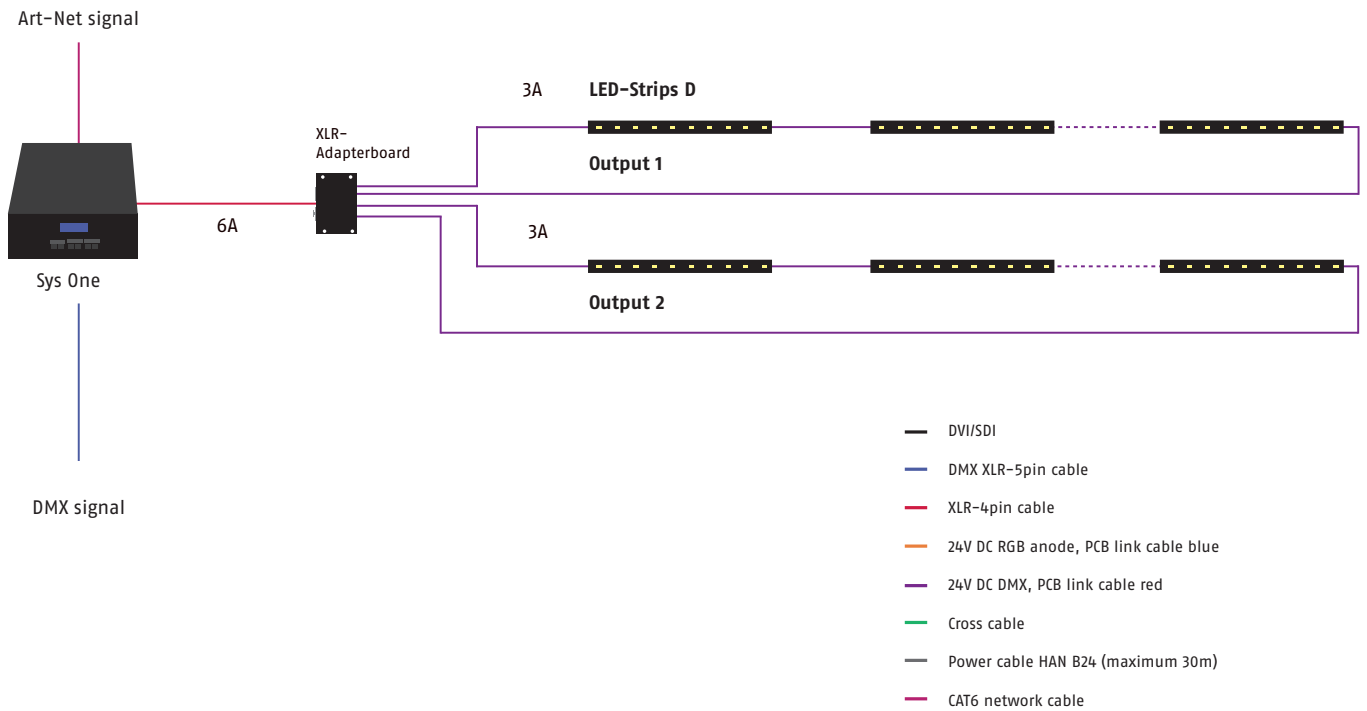 Art-Net signal
3A
LED-Strips D
XLR-
Adapterboard
Output 1
6A
3A
Sys One
Output 2
DVI/SDI
DMX XLR-5pin cable
DMX signal
XLR-4pin cable
24V DC RGB anode, PCB link cable blue
24V DC DMX, PCB link cable red
Cross cable
Power cable HAN B24 (maximum 30m)
CAT6 network cable